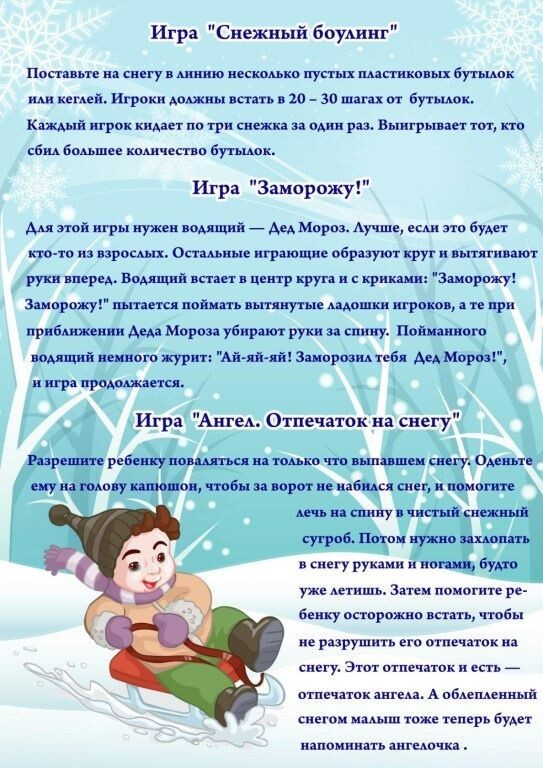 Игра "Снежный боулинг"
Поставьте на снегу в линию несколько пустых пластиковых бутылок
или кеглей. Игроки должны встать в 20 – 30 шагах от бутылок.
Каждый игрок кидает по три снежка за один раз. Выигрывает тот, кто
сбил большее количество бутылок.
Игра "Заморожу!"
Для этой игры нужен водящий — Дед Мороз. Лучше, если это будет
кто-то из взрослых. Остальные играющие образуют круг и вытягивают
руки вперед. Водящий встает в центр круга и с криками: "Заморожу!
Заморожу!" пытается поймать вытянутые ладошки игроков, а те при
приближении Деда Мороза убирают руки за спину. Пойманного
водящий немного журит: "Ай-яй-яй! Заморозил тебя Дед Мороз!",
и игра продолжается.
Игра "Ангел. Отпечаток на снегу"
Разрешите ребенку поваляться на только что выпавшем снегу. Оденьте
ему на голову капюшон, чтобы за ворот не набился снег, и помогите
лечь на спину в чистый снежный
сугроб. Потом нужно захлопать
в снегу руками и ногами, будто
уже летишь. Затем помогите ре-
бенку осторожно встать, чтобы
не разрушить его отпечаток на
снегу. Этот отпечаток и есть —
отпечаток ангела. А облепленный
снегом малыш тоже теперь будет
напоминать ангелочка .